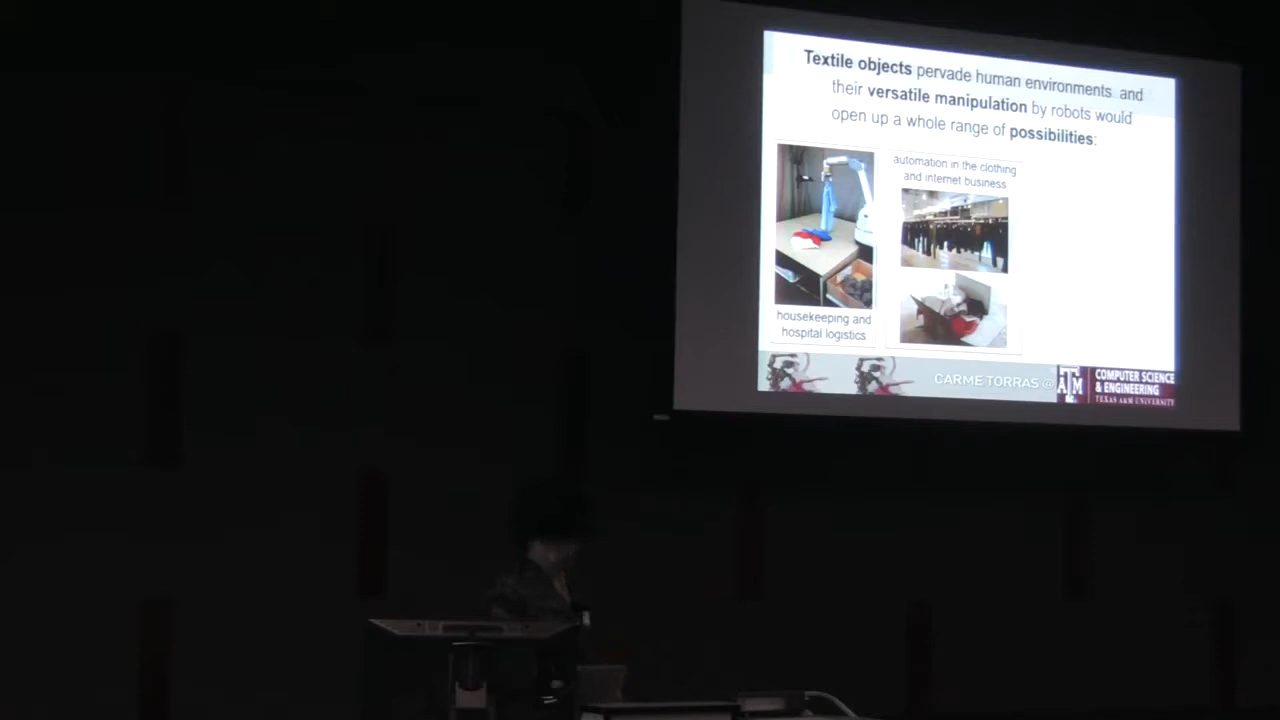 Textile objects pervade human environments and
their versatile manipulation by robots would
open up a whole range of possibilities:
automation in the clothing
and internet business
housekeeping and
hospital logistics
CARME TORRAS @
TAM
COMPUTER SCIENCE
& ENGINEERING
TEXAS A&M UNIVERSITY